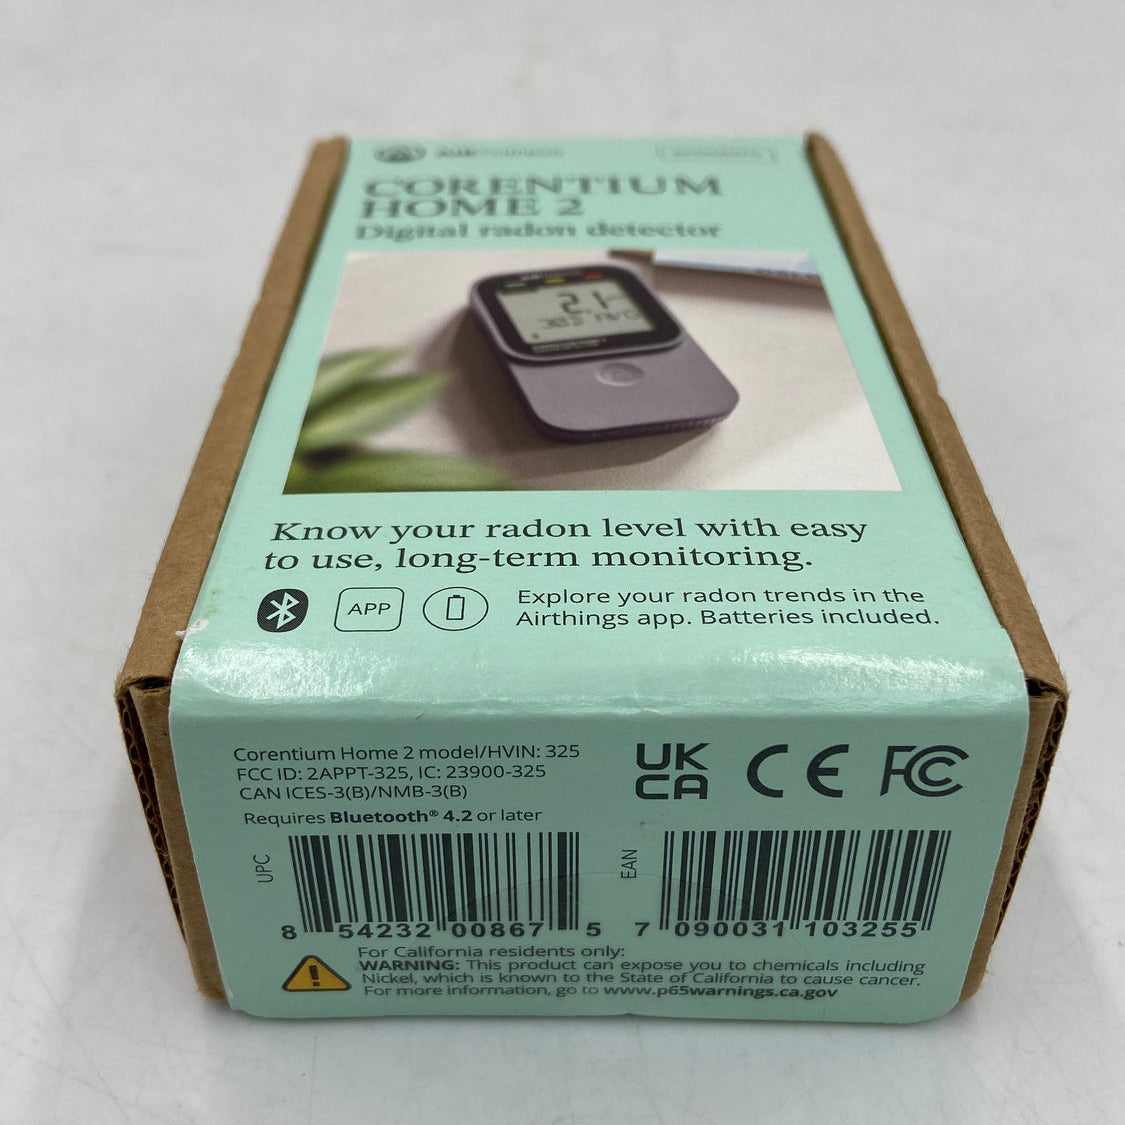 CORENTIUM
HOME 2
Digital radon detector
Know your radon level with easy
to use, long-term monitoring.
APP
Explore your radon trends in the
Airthings app. Batteries included.
Corentium Home 2 model/HVIN: 325
FCC ID: 2APPT-325, IC: 23900-325
CAN ICES-3(B)/NMB-3(B)
Requires Bluetooth® 4.2 or later
UK
CA
CE
FC
UPC
8 54232 00867 5
EAN
7 090031 103255
For California residents only:
WARNING: This product can expose you to chemicals including
Nickel, which is known to the State of California to cause cancer.
For more information, go to www.p65warnings.ca.gov